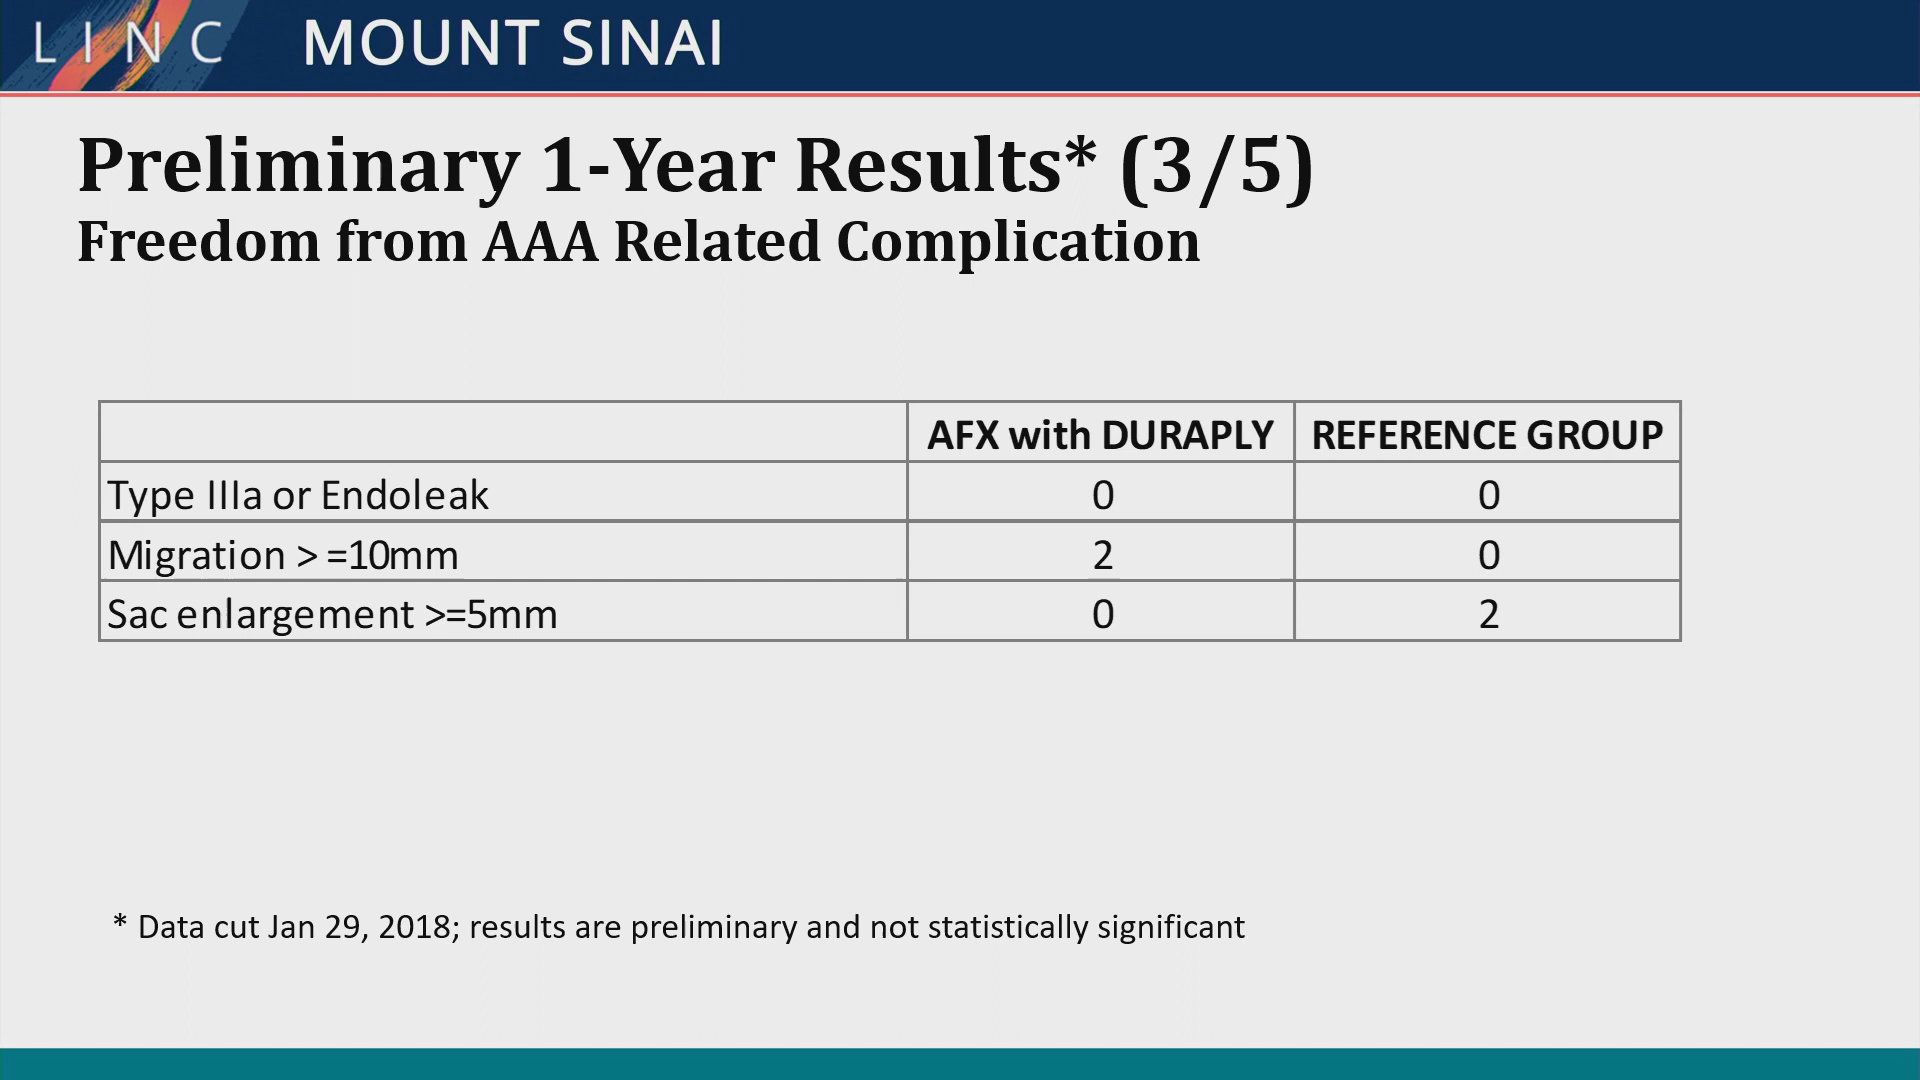 LINC MOUNT SINAI
Preliminary 1-Year Results* (3/5)
Freedom from AAA Related Complication
AFX with DURAPLY REFERENCE GROUP
Type IIIa or Endoleak 0 0
Migration > =10mm 2 0
Sac enlargement >=5mm 0 2
* Data cut Jan 29, 2018; results are preliminary and not statistically significant